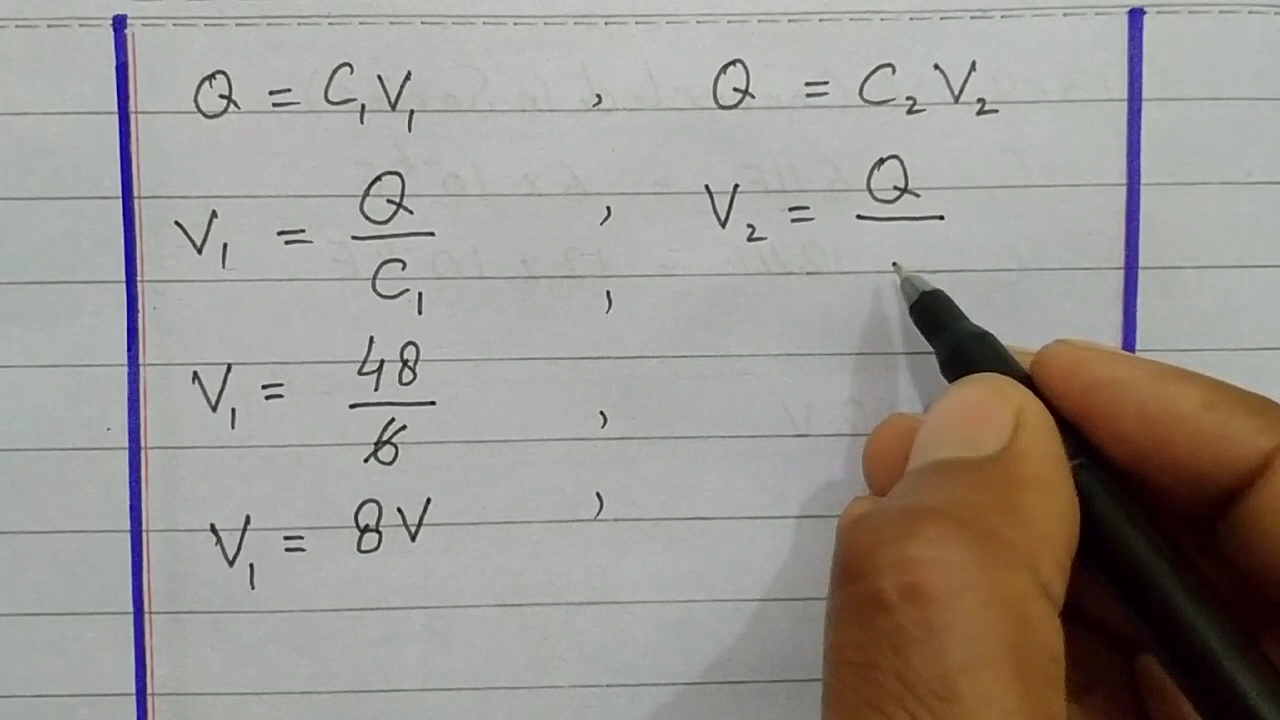 Q = C₁V₁ , Q = C₂V₂
V₁ = Q/C₁ , V₂ = Q/
,
V₁ = 48/6 ,
V₁ = 8V ,